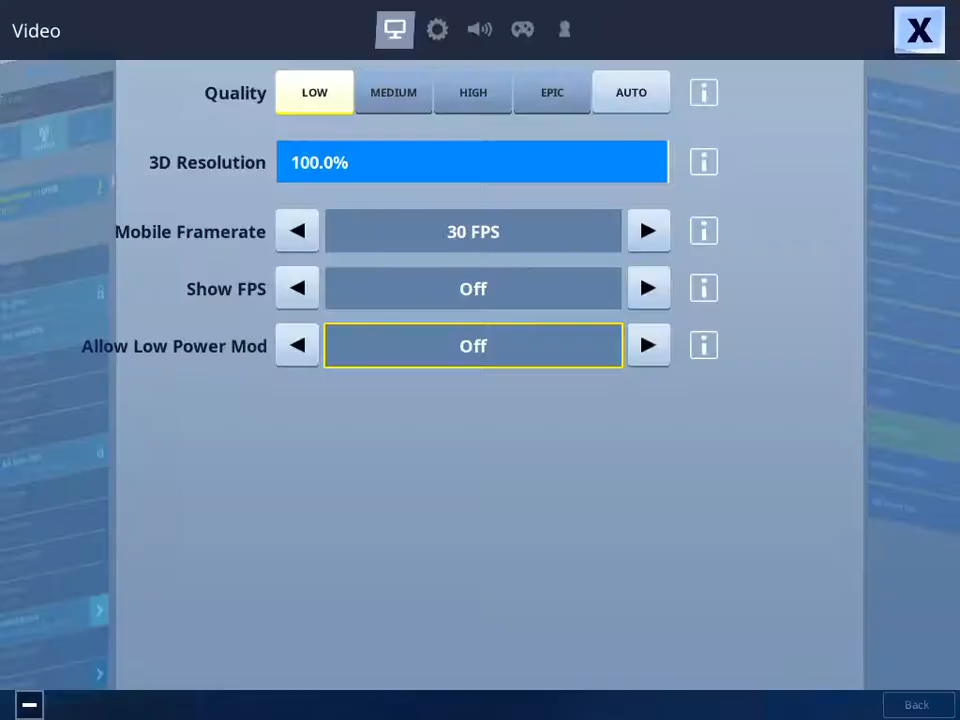 Video
X
Quality LOW MEDIUM HIGH EPIC AUTO
3D Resolution 100.0%
Mobile Framerate 30 FPS
Show FPS Off
Allow Low Power Mod Off
Back